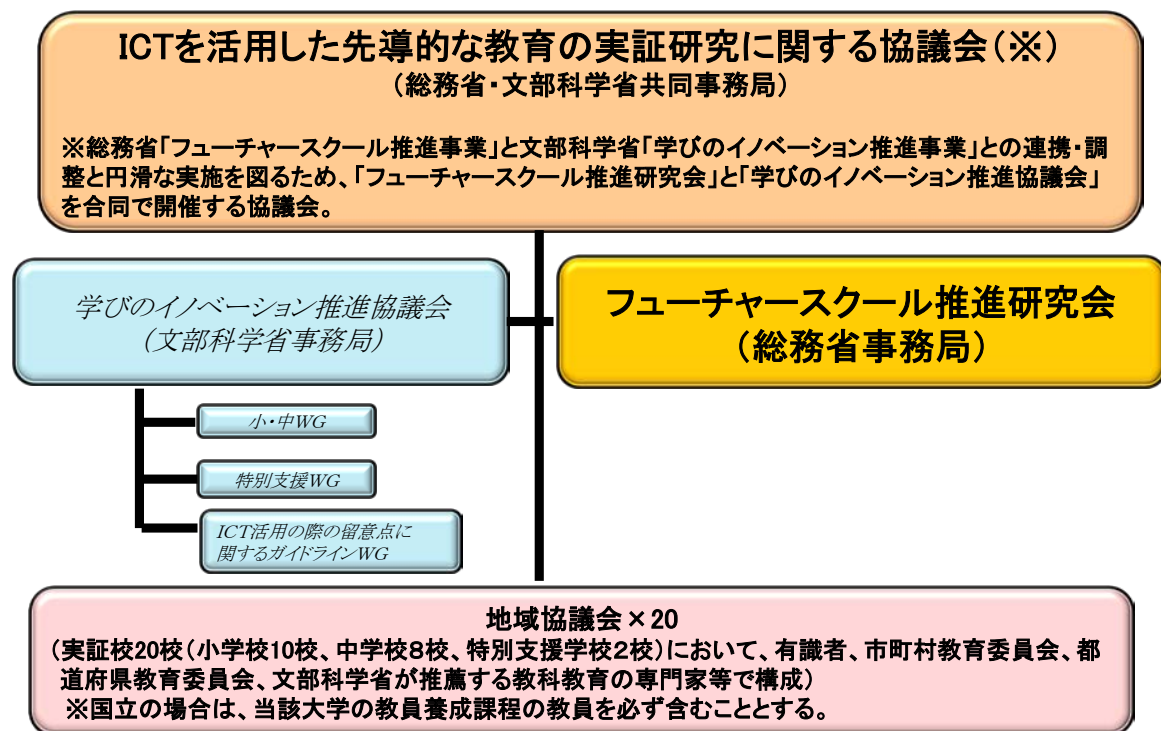 ICTを活用した先導的な教育の実証研究に関する協議会(※)
(総務省・文部科学省共同事務局)
※総務省「フューチャースクール推進事業」と文部科学省「学びのイノベーション推進事業」との連携・調
整と円滑な実施を図るため、「フューチャースクール推進研究会」と「学びのイノベーション推進協議会」
を合同で開催する協議会。
学びのイノベーション推進協議会
(文部科学省事務局)
フューチャースクール推進研究会
(総務省事務局)
小・中WG
特別支援WG
ICT活用の際の留意点に
関するガイドラインWG
地域協議会×20
(実証校20校(小学校10校、中学校8校、特別支援学校2校)において、有識者、市町村教育委員会、都
道府県教育委員会、文部科学省が推薦する教科教育の専門家等で構成)
※国立の場合は、当該大学の教員養成課程の教員を必ず含むこととする。